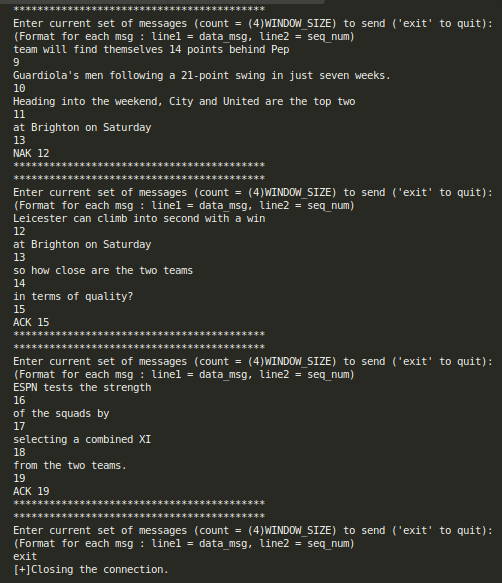 ******************************************
Enter current set of messages (count = (4)WINDOW_SIZE) to send ('exit' to quit):
(Format for each msg : line1 = data_msg, line2 = seq_num)
team will find themselves 14 points behind Pep
9
Guardiola's men following a 21-point swing in just seven weeks.
10
Heading into the weekend, City and United are the top two
11
at Brighton on Saturday
13
NAK 12
******************************************
******************************************
Enter current set of messages (count = (4)WINDOW_SIZE) to send ('exit' to quit):
(Format for each msg : line1 = data_msg, line2 = seq_num)
Leicester can climb into second with a win
12
at Brighton on Saturday
13
so how close are the two teams
14
in terms of quality?
15
ACK 15
******************************************
******************************************
Enter current set of messages (count = (4)WINDOW_SIZE) to send ('exit' to quit):
(Format for each msg : line1 = data_msg, line2 = seq_num)
ESPN tests the strength
16
of the squads by
17
selecting a combined XI
18
from the two teams.
19
ACK 19
******************************************
******************************************
Enter current set of messages (count = (4)WINDOW_SIZE) to send ('exit' to quit):
(Format for each msg : line1 = data_msg, line2 = seq_num)
exit
[+]Closing the connection.